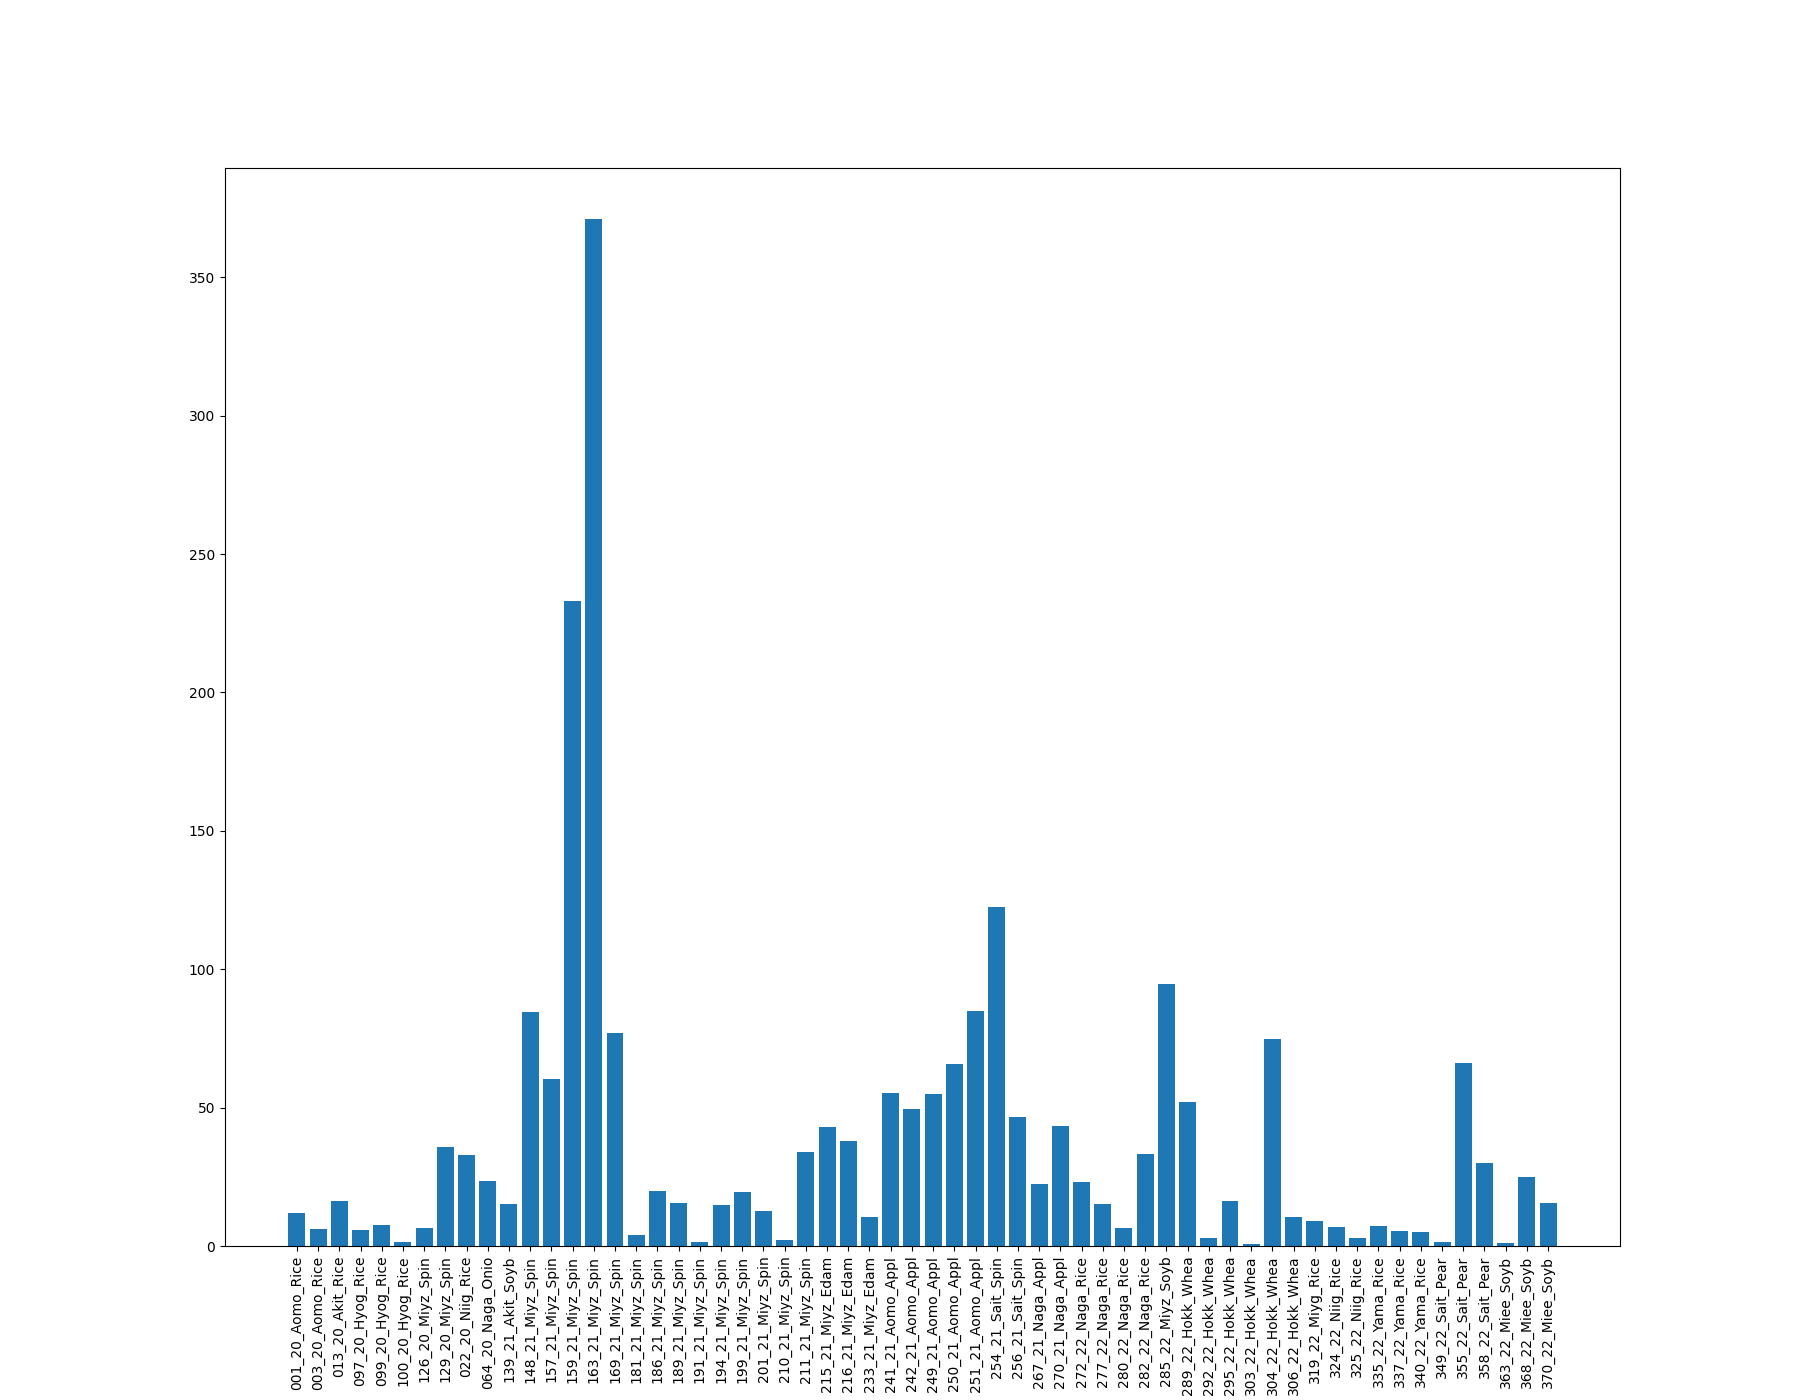 350
300
250
200
150
100
50
0
001_20_Aomo_Rice
003_20_Aomo_Rice
013_20_Akit_Rice
097_20_Hyog_Rice
099_20_Hyog_Rice
100_20_Hyog_Rice
126_20_Miyz_Spin
129_20_Miyz_Spin
022_20_Niig_Rice
064_20_Naga_Onio
139_21_Akit_Soyb
148_21_Miyz_Spin
157_21_Miyz_Spin
159_21_Miyz_Spin
163_21_Miyz_Spin
169_21_Miyz_Spin
181_21_Miyz_Spin
186_21_Miyz_Spin
189_21_Miyz_Spin
191_21_Miyz_Spin
194_21_Miyz_Spin
199_21_Miyz_Spin
201_21_Miyz_Spin
210_21_Miyz_Spin
211_21_Miyz_Spin
215_21_Miyz_Edam
216_21_Miyz_Edam
233_21_Miyz_Edam
241_21_Aomo_Appl
242_21_Aomo_Appl
249_21_Aomo_Appl
250_21_Aomo_Appl
251_21_Aomo_Appl
254_21_Sait_Spin
256_21_Sait_Spin
267_21_Naga_Appl
270_21_Naga_Appl
272_22_Naga_Rice
277_22_Naga_Rice
280_22_Naga_Rice
282_22_Naga_Rice
285_22_Miyz_Soyb
289_22_Hokk_Whea
292_22_Hokk_Whea
295_22_Hokk_Whea
303_22_Hokk_Whea
304_22_Hokk_Whea
306_22_Hokk_Whea
319_22_Miyg_Rice
324_22_Niig_Rice
325_22_Niig_Rice
335_22_Yama_Rice
337_22_Yama_Rice
340_22_Yama_Rice
349_22_Sait_Pear
355_22_Sait_Pear
358_22_Sait_Pear
363_22_Miee_Soyb
368_22_Miee_Soyb
370_22_Miee_Soyb